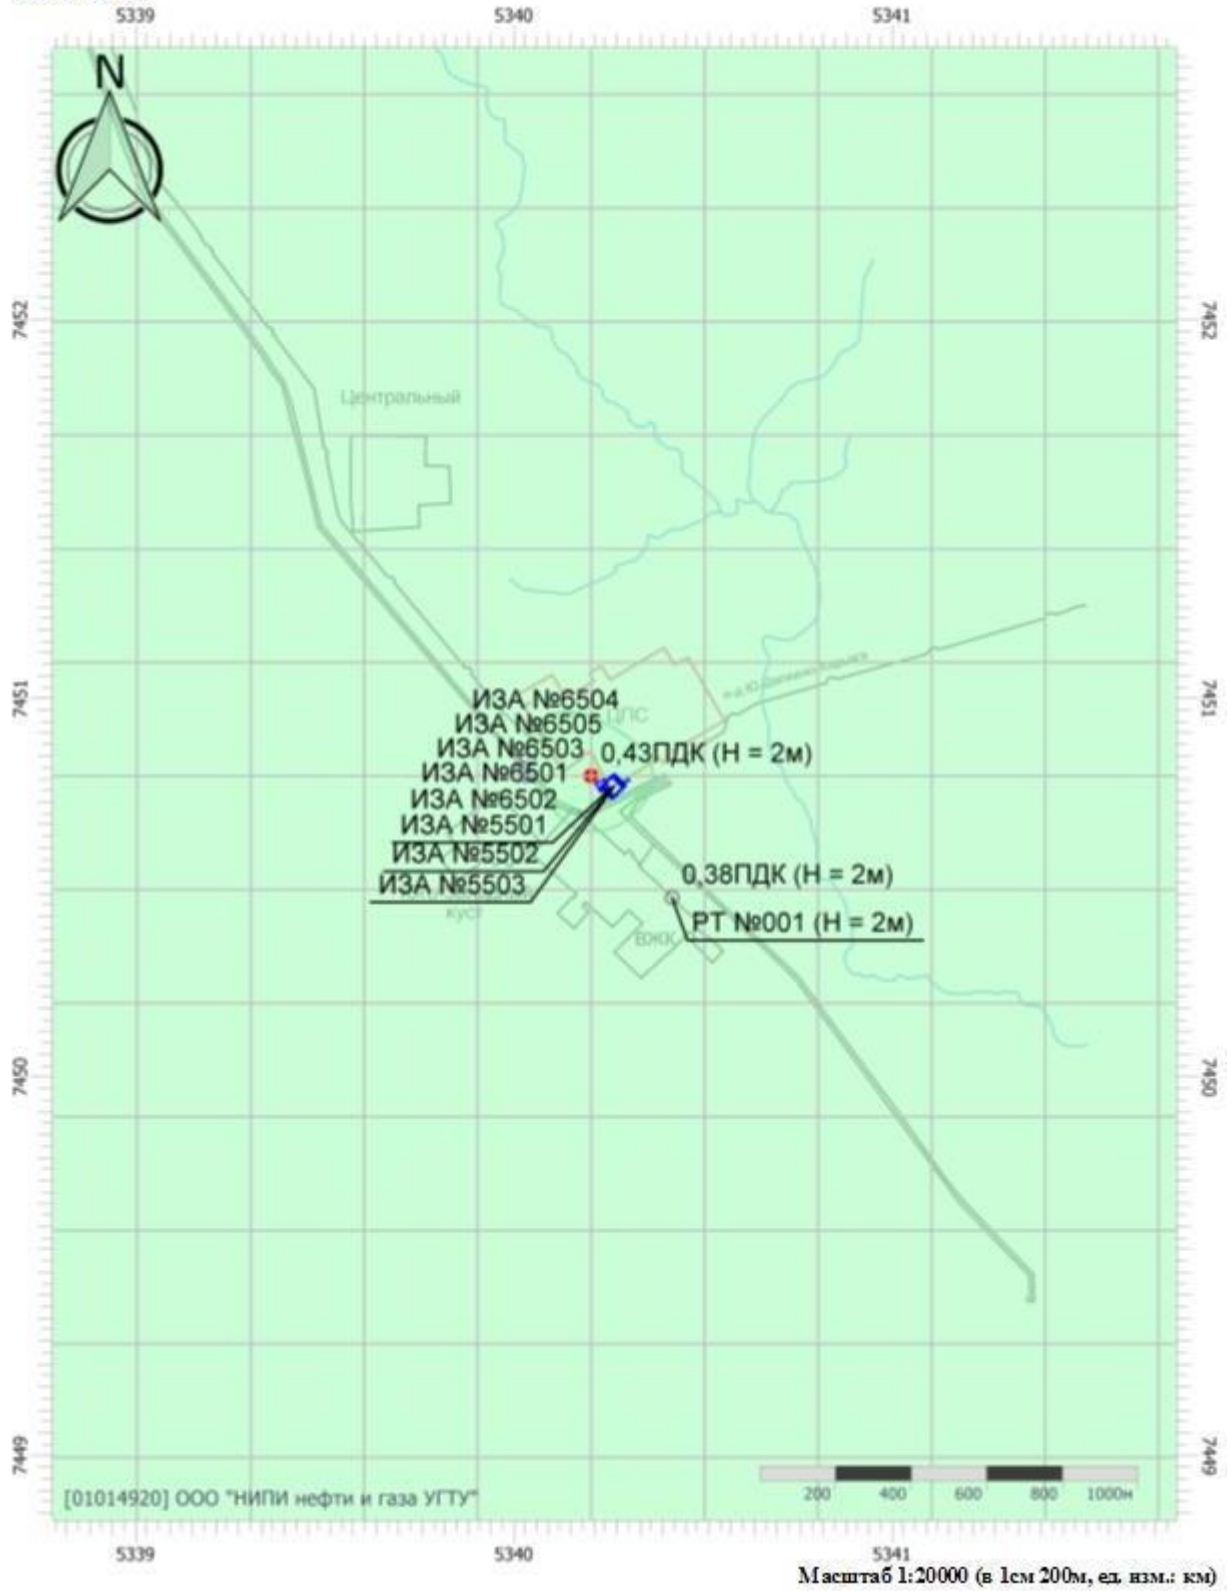 5339 5340 5341
N
7452 7452
Центральный
7451 7451
ИЗА №6504
ЦПС
ИЗА №6505
ИЗА №6503 0,43ПДК (Н = 2м)
ИЗА №6501
ИЗА №6502
ИЗА №5501
ИЗА №5502
0,38ПДК (Н = 2м)
ИЗА №5503
куст
РТ №001 (Н = 2м)
ВЖК
7450 7450
7449 7449
200 400 600 800 1000м
[01014920] ООО "НИПИ нефти и газа УГТУ"
5339 5340 5341
Масштаб 1:20000 (в 1см 200м, ед. изм.: км)